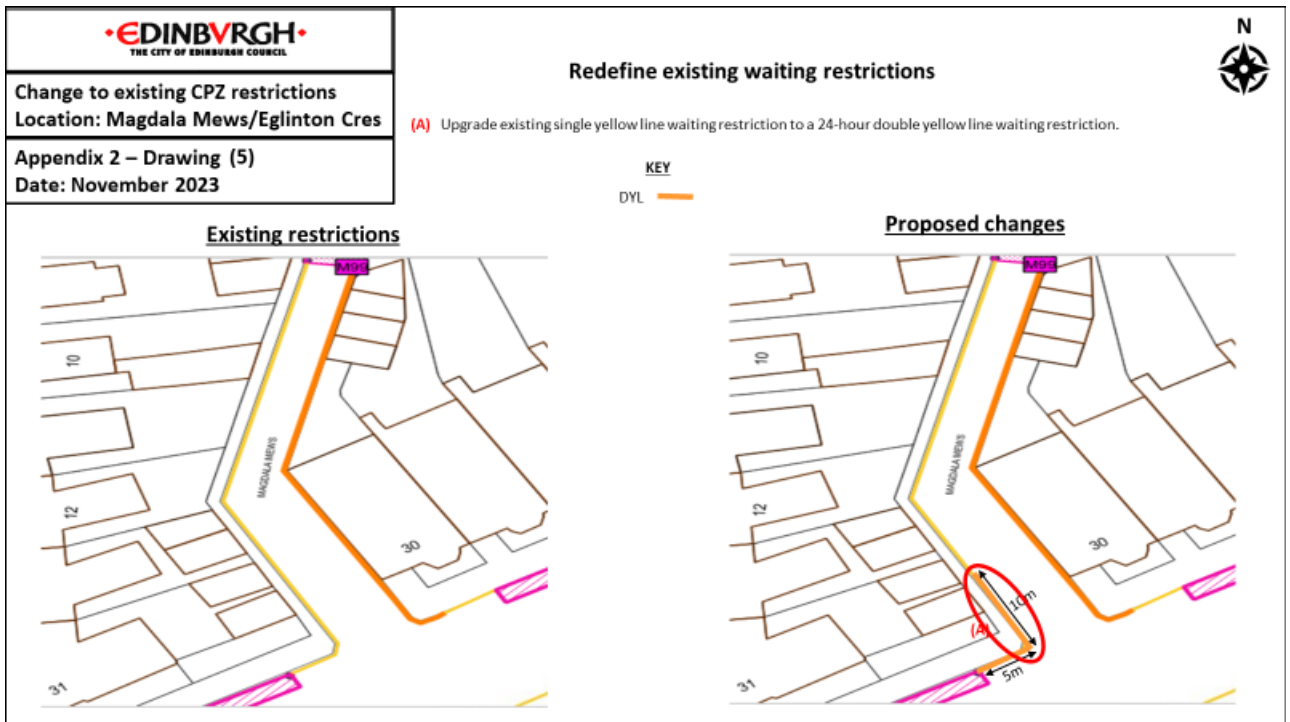 EDINBVRGH
THE CITY OF EDINBURGH COUNCIL
Change to existing CPZ restrictions
Location: Magdala Mews/Eglinton Cres
Appendix 2 – Drawing (5)
Date: November 2023
N
Redefine existing waiting restrictions
(A) Upgrade existing single yellow line waiting restriction to a 24-hour double yellow line waiting restriction.
KEY
DYL
Existing restrictions
M99
10
MAGDALA MEWS
12
30
31
Proposed changes
M99
10
MAGDALA MEWS
12
30
10m
(A)
5m
31